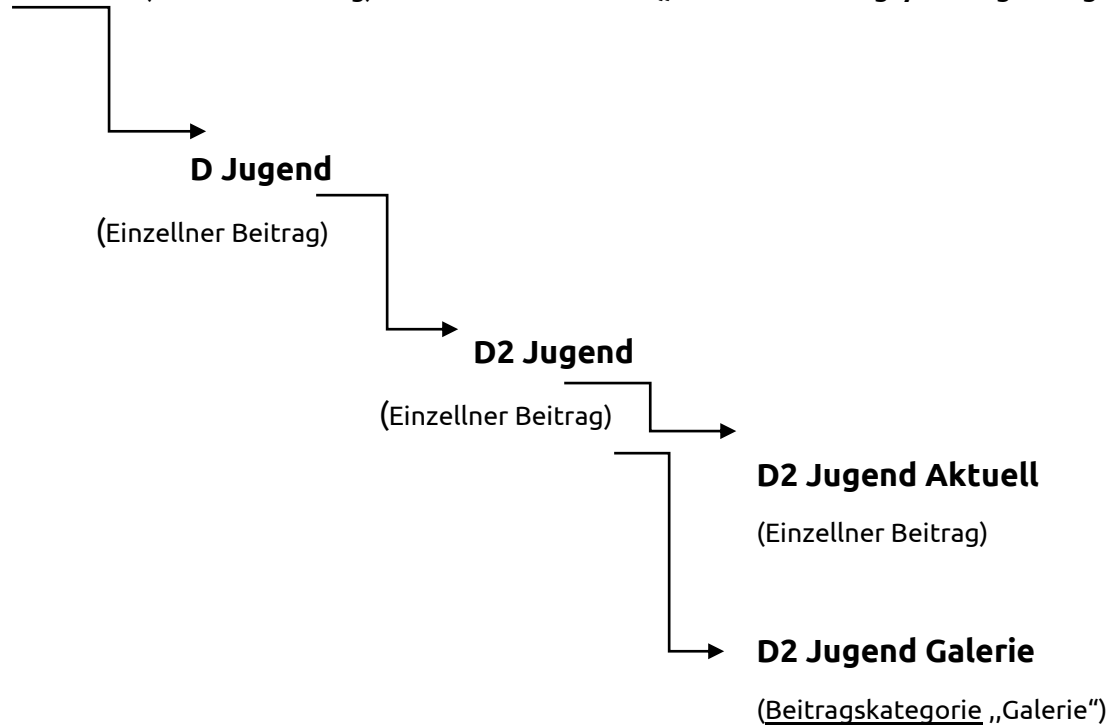 D Jugend
(Einzellner Beitrag)
D2 Jugend
(Einzellner Beitrag)
D2 Jugend Aktuell
(Einzellner Beitrag)
D2 Jugend Galerie
(Beitragskategorie ,,Galerie“)